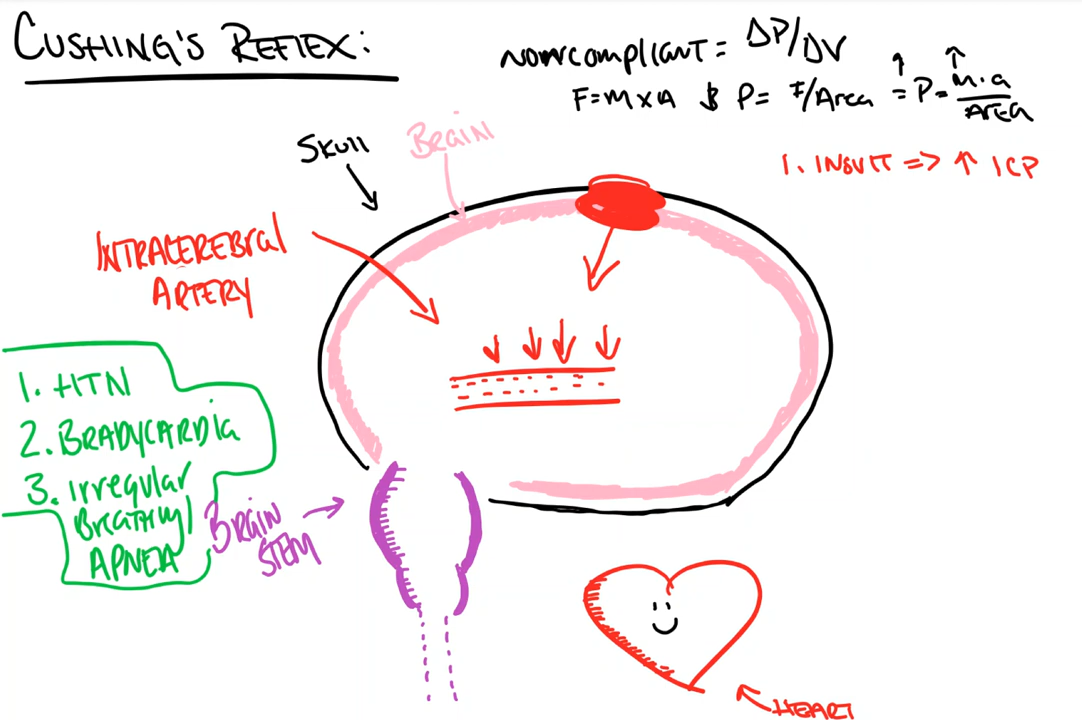 CUSHING'S REFLEX:
noncompliant = ΔP/ΔV
F=M×A & P= F/Area = ↑P= ↑M·a/AREA
Skull
Brain
1. INSULT => ↑ ICP
INTRACEREBRAL
ARTERY
1. HTN
2. BRADYCARDIA
3. Irregular
BREATHING/
APNEA
BRAIN
STEM
HEART